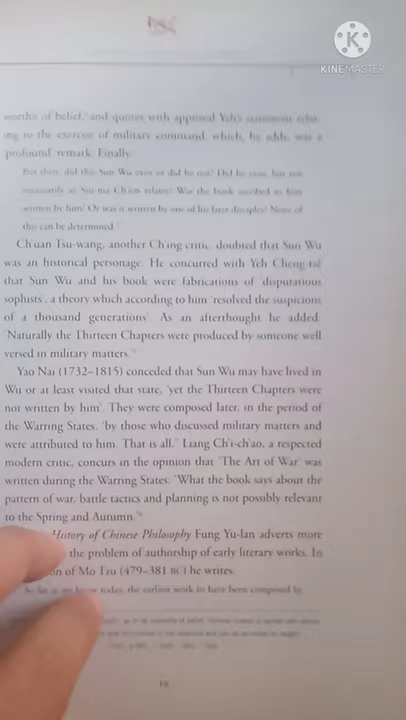 KINEMASTER
worthy of belief,' and quotes with approval Yeh's statement relat-
ing to the exercise of military command, which, he adds, was a
profound remark. Finally:
But then, did this Sun Wu exist or did he not? Did he exist, but not
necessarily as Ssu-ma Ch'ien relates? Was the book ascribed to him
written by him? Or was it written by one of his later disciples? None of
this can be determined.
Ch'uan Tsu-wang, another Ch'ing critic, doubted that Sun Wu
was an historical personage. He concurred with Yeh Cheng-tsê
that Sun Wu and his book were fabrications of 'disputatious
sophists', a theory which according to him 'resolved the suspicions
of a thousand generations'. As an afterthought he added:
'Naturally the Thirteen Chapters were produced by someone well
versed in military matters.'
Yao Nai (1732–1815) conceded that Sun Wu may have lived in
Wu or at least visited that state, 'yet the Thirteen Chapters were
not written by him'. They were composed later, in the period of
the Warring States, 'by those who discussed military matters and
were attributed to him. That is all.' Liang Ch'i-ch'ao, a respected
modern critic, concurs in the opinion that 'The Art of War' was
written during the Warring States: 'What the book says about the
pattern of war, battle tactics and planning is not possibly relevant
to the Spring and Autumn.'
History of Chinese Philosophy Fung Yu-lan adverts more
the problem of authorship of early literary works. In
on of Mo Tzu (479–381 BC) he writes:
So far as we know today, the earliest work to have been composed by